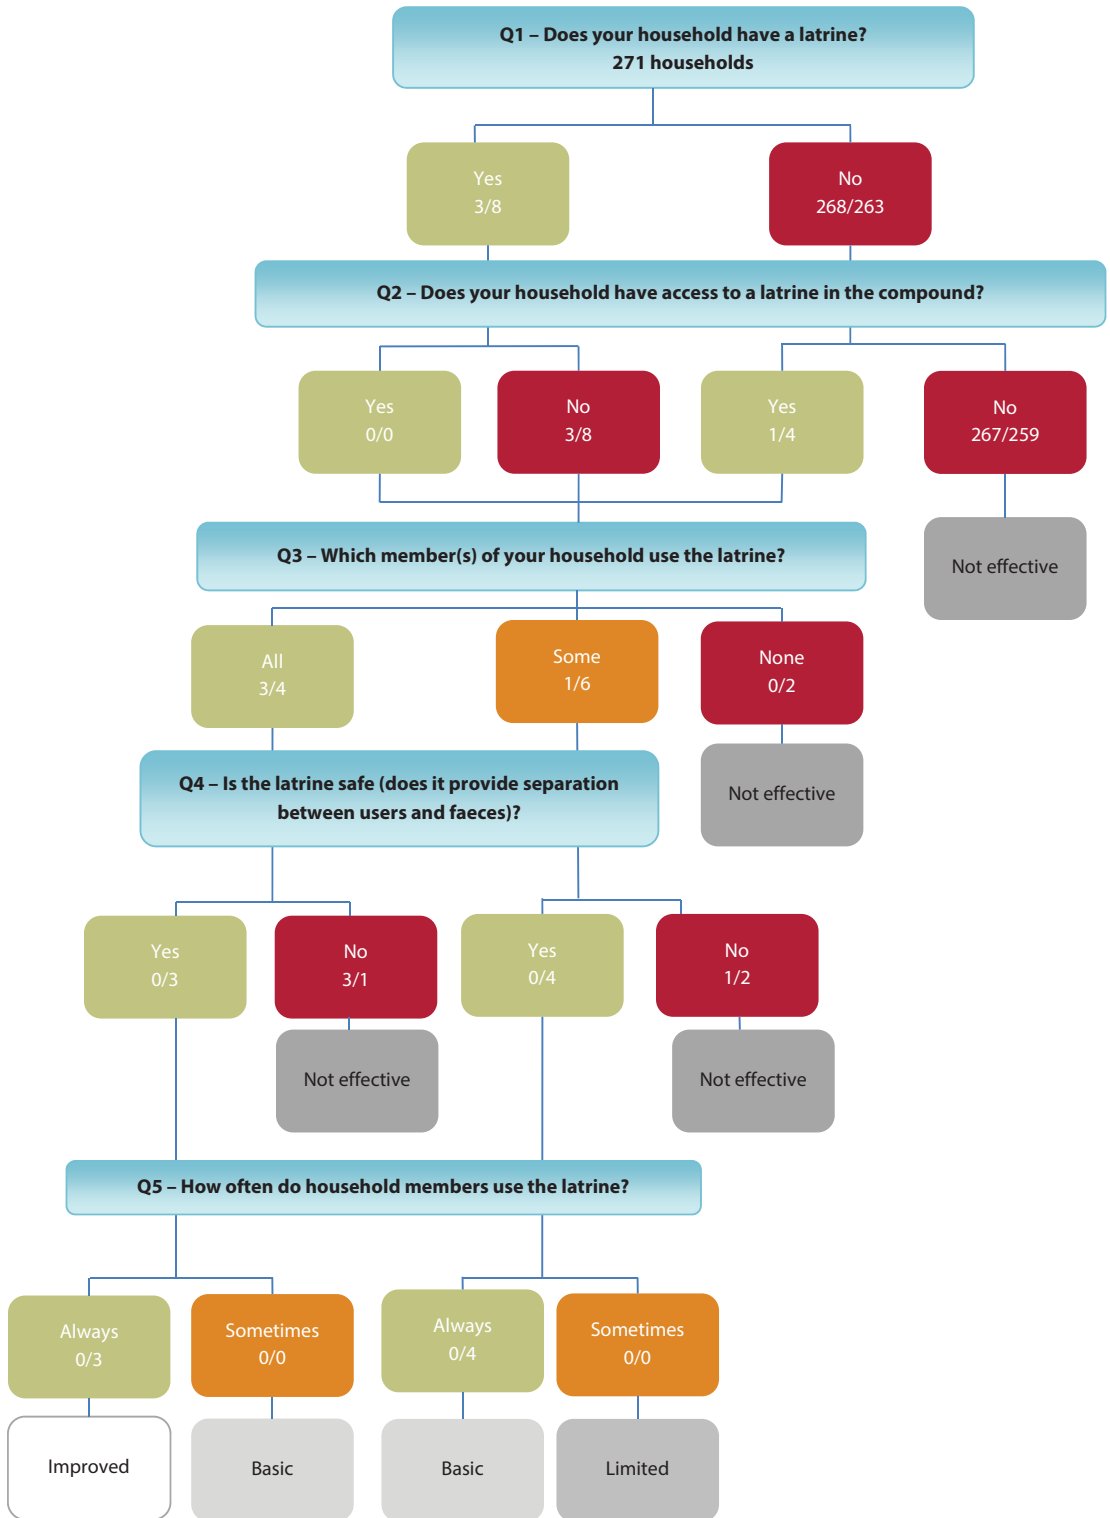 Q1 – Does your household have a latrine?
271 households
Yes
3/8
No
268/263
Q2 – Does your household have access to a latrine in the compound?
Yes
0/0
No
3/8
Yes
1/4
No
267/259
Not effective
Q3 – Which member(s) of your household use the latrine?
All
3/4
Some
1/6
None
0/2
Not effective
Q4 – Is the latrine safe (does it provide separation
between users and faeces)?
Yes
0/3
No
3/1
Yes
0/4
No
1/2
Not effective
Not effective
Q5 – How often do household members use the latrine?
Always
0/3
Sometimes
0/0
Always
0/4
Sometimes
0/0
Improved
Basic
Basic
Limited